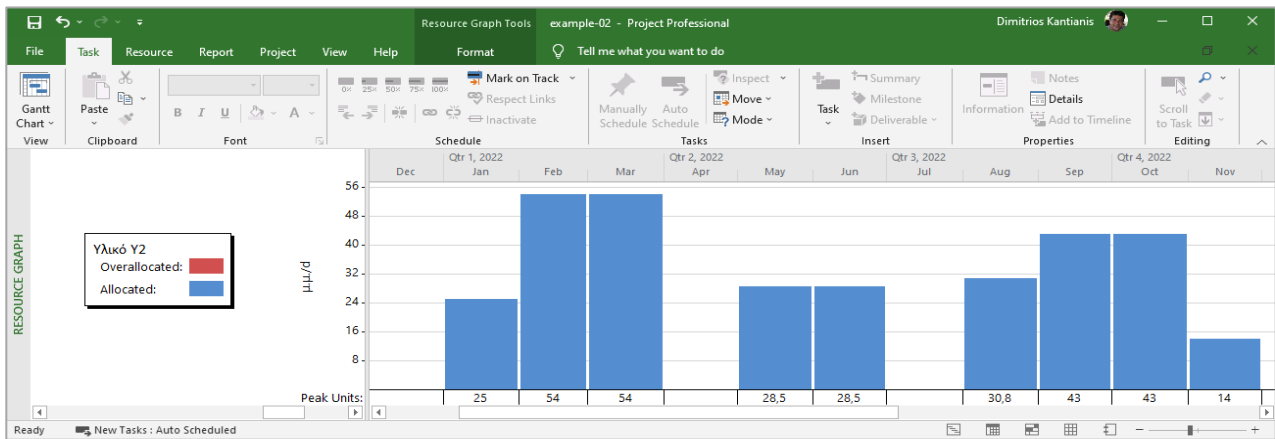 Resource Graph Tools example-02 - Project Professional Dimitrios Kantianis
File Task Resource Report Project View Help Format Tell me what you want to do
Gantt Chart
Paste
B I U A
0× 25× 50× 75× 100×
Mark on Track
Respect Links
Inactivate
Manually Schedule
Auto Schedule
Inspect
Move
Mode
Task
Summary
Milestone
Deliverable
Information
Notes
Details
Add to Timeline
Scroll to Task
View Clipboard Font Schedule Tasks Insert Properties Editing
Qtr 1, 2022 Qtr 2, 2022 Qtr 3, 2022 Qtr 4, 2022
Dec Jan Feb Mar Apr May Jun Jul Aug Sep Oct Nov
RESOURCE GRAPH
Υλικό Υ2
Overallocated:
Allocated:
56
48
40
32
24
16
8
Peak Units: 25 54 54 28,5 28,5 30,8 43 43 14
Ready New Tasks : Auto Scheduled